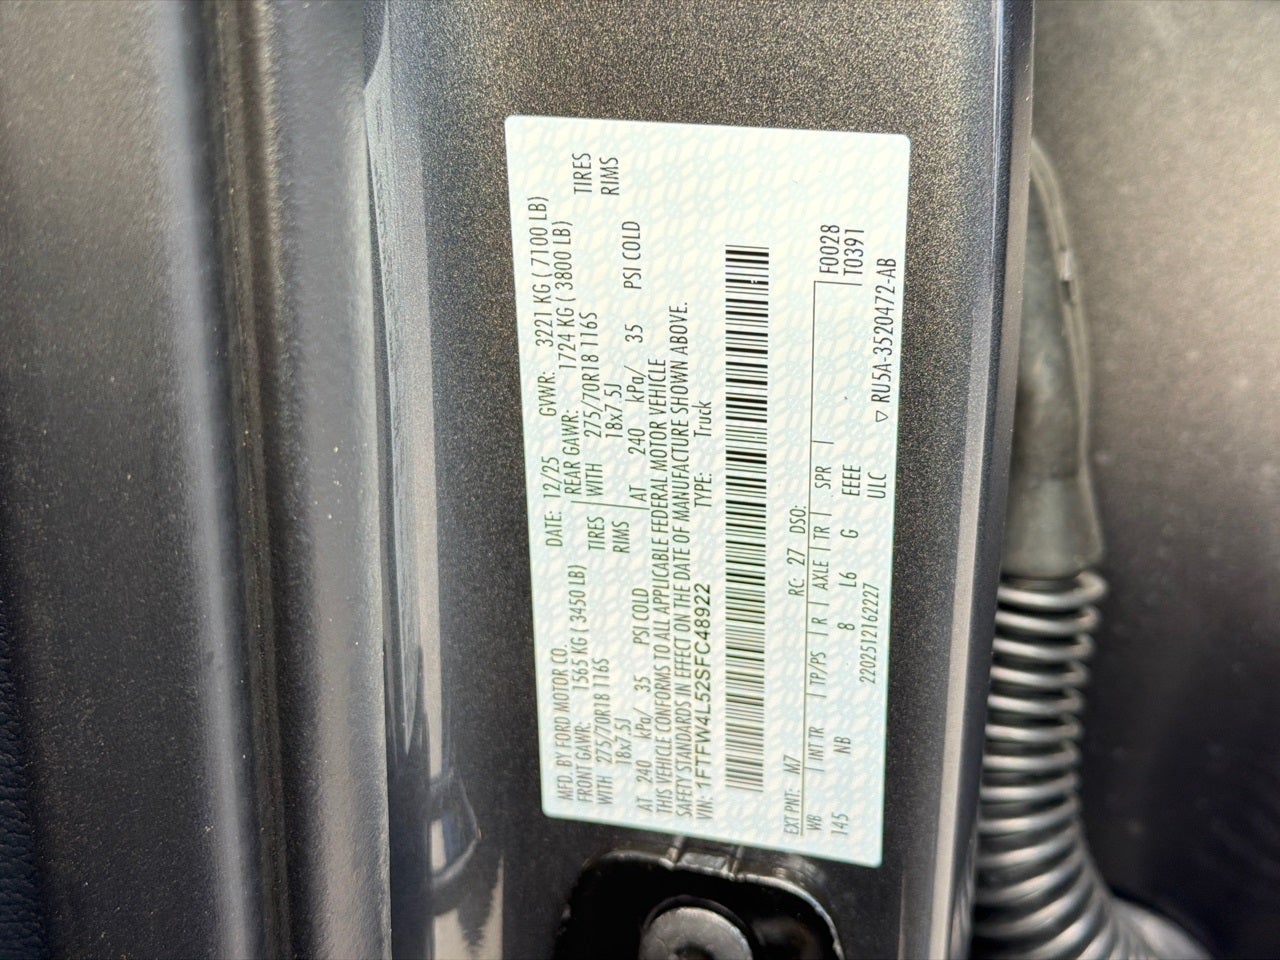 MFD. BY FORD MOTOR CO. DATE: 12/25 GVWR: 3221 KG ( 7100 LB)
FRONT GAWR: 1565 KG ( 3450 LB) REAR GAWR: 1724 KG ( 3800 LB)
WITH 275/70R18 116S TIRES WITH 275/70R18 116S TIRES
18x7.5J RIMS 18x7.5J RIMS
AT 240 kPa/ 35 PSI COLD AT 240 kPa/ 35 PSI COLD
THIS VEHICLE CONFORMS TO ALL APPLICABLE FEDERAL MOTOR VEHICLE
SAFETY STANDARDS IN EFFECT ON THE DATE OF MANUFACTURE SHOWN ABOVE.
VIN: 1FTFW4L52SFC48922 TYPE: Truck
EXT PNT: M7 RC: 27 DSO:
WB INT TR TP/PS R AXLE TR SPR F0028
145 NB 8 L6 G EEEE T0391
ULC
2202512162227 ▽ RU5A-3520472-AB